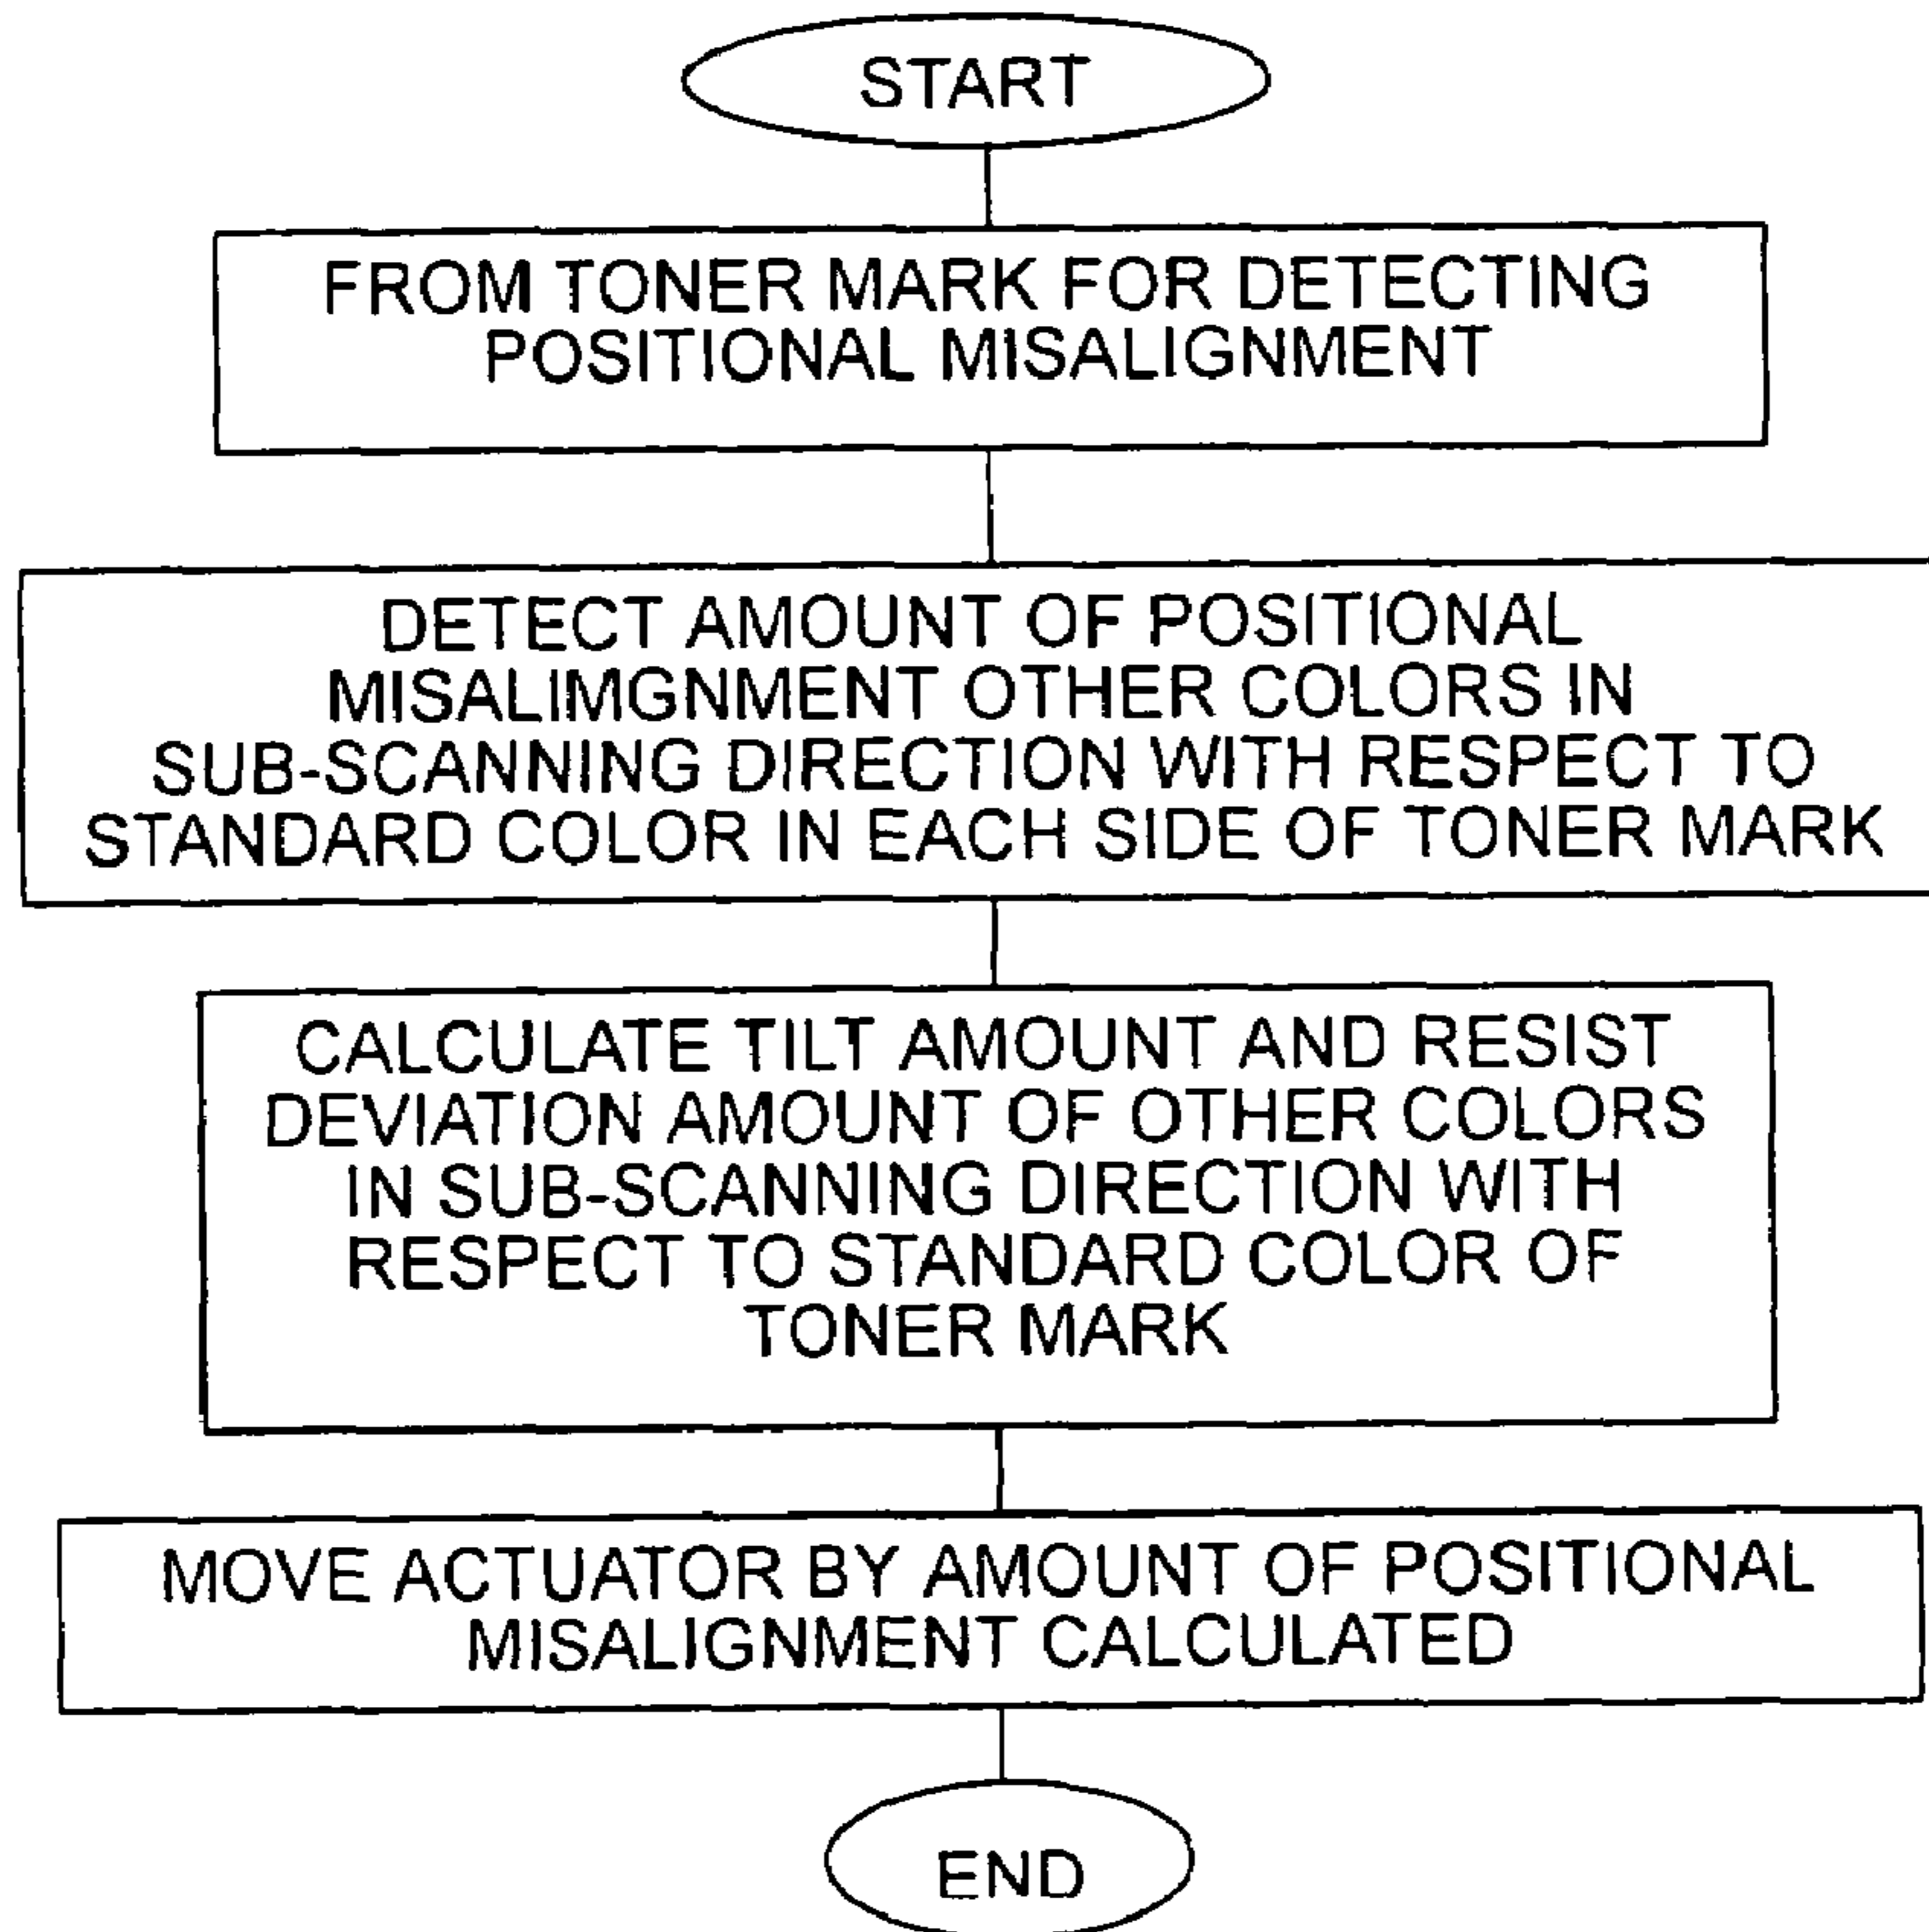 START
FROM TONER MARK FOR DETECTING
POSITIONAL MISALIGNMENT
DETECT AMOUNT OF POSITIONAL
MISALIMGNMENT OTHER COLORS IN
SUB-SCANNING DIRECTION WITH RESPECT TO
STANDARD COLOR IN EACH SIDE OF TONER MARK
CALCULATE TILT AMOUNT AND RESIST
DEVIATION AMOUNT OF OTHER COLORS
IN SUB-SCANNING DIRECTION WITH
RESPECT TO STANDARD COLOR OF
TONER MARK
MOVE ACTUATOR BY AMOUNT OF POSITIONAL
MISALIGNMENT CALCULATED
END